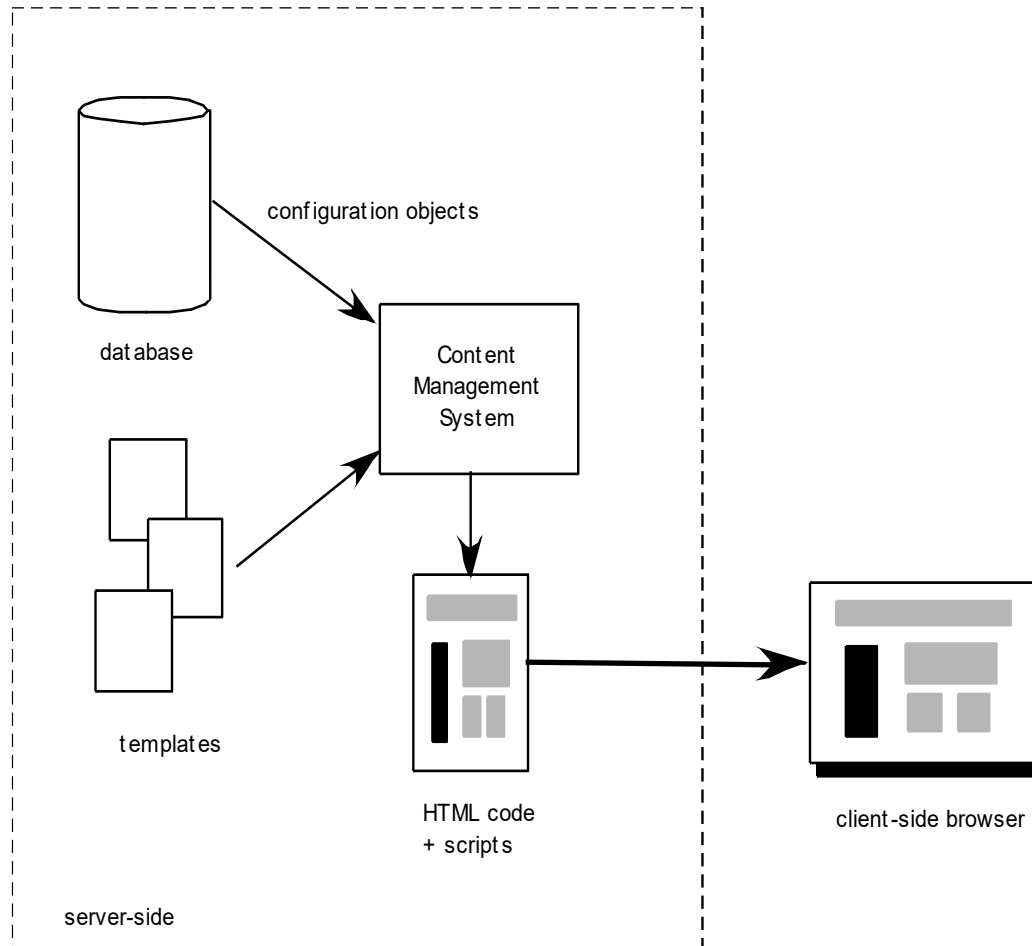 configuration objects
database
Content
Management
System
templates
HTML code
+ scripts
client-side browser
server-side